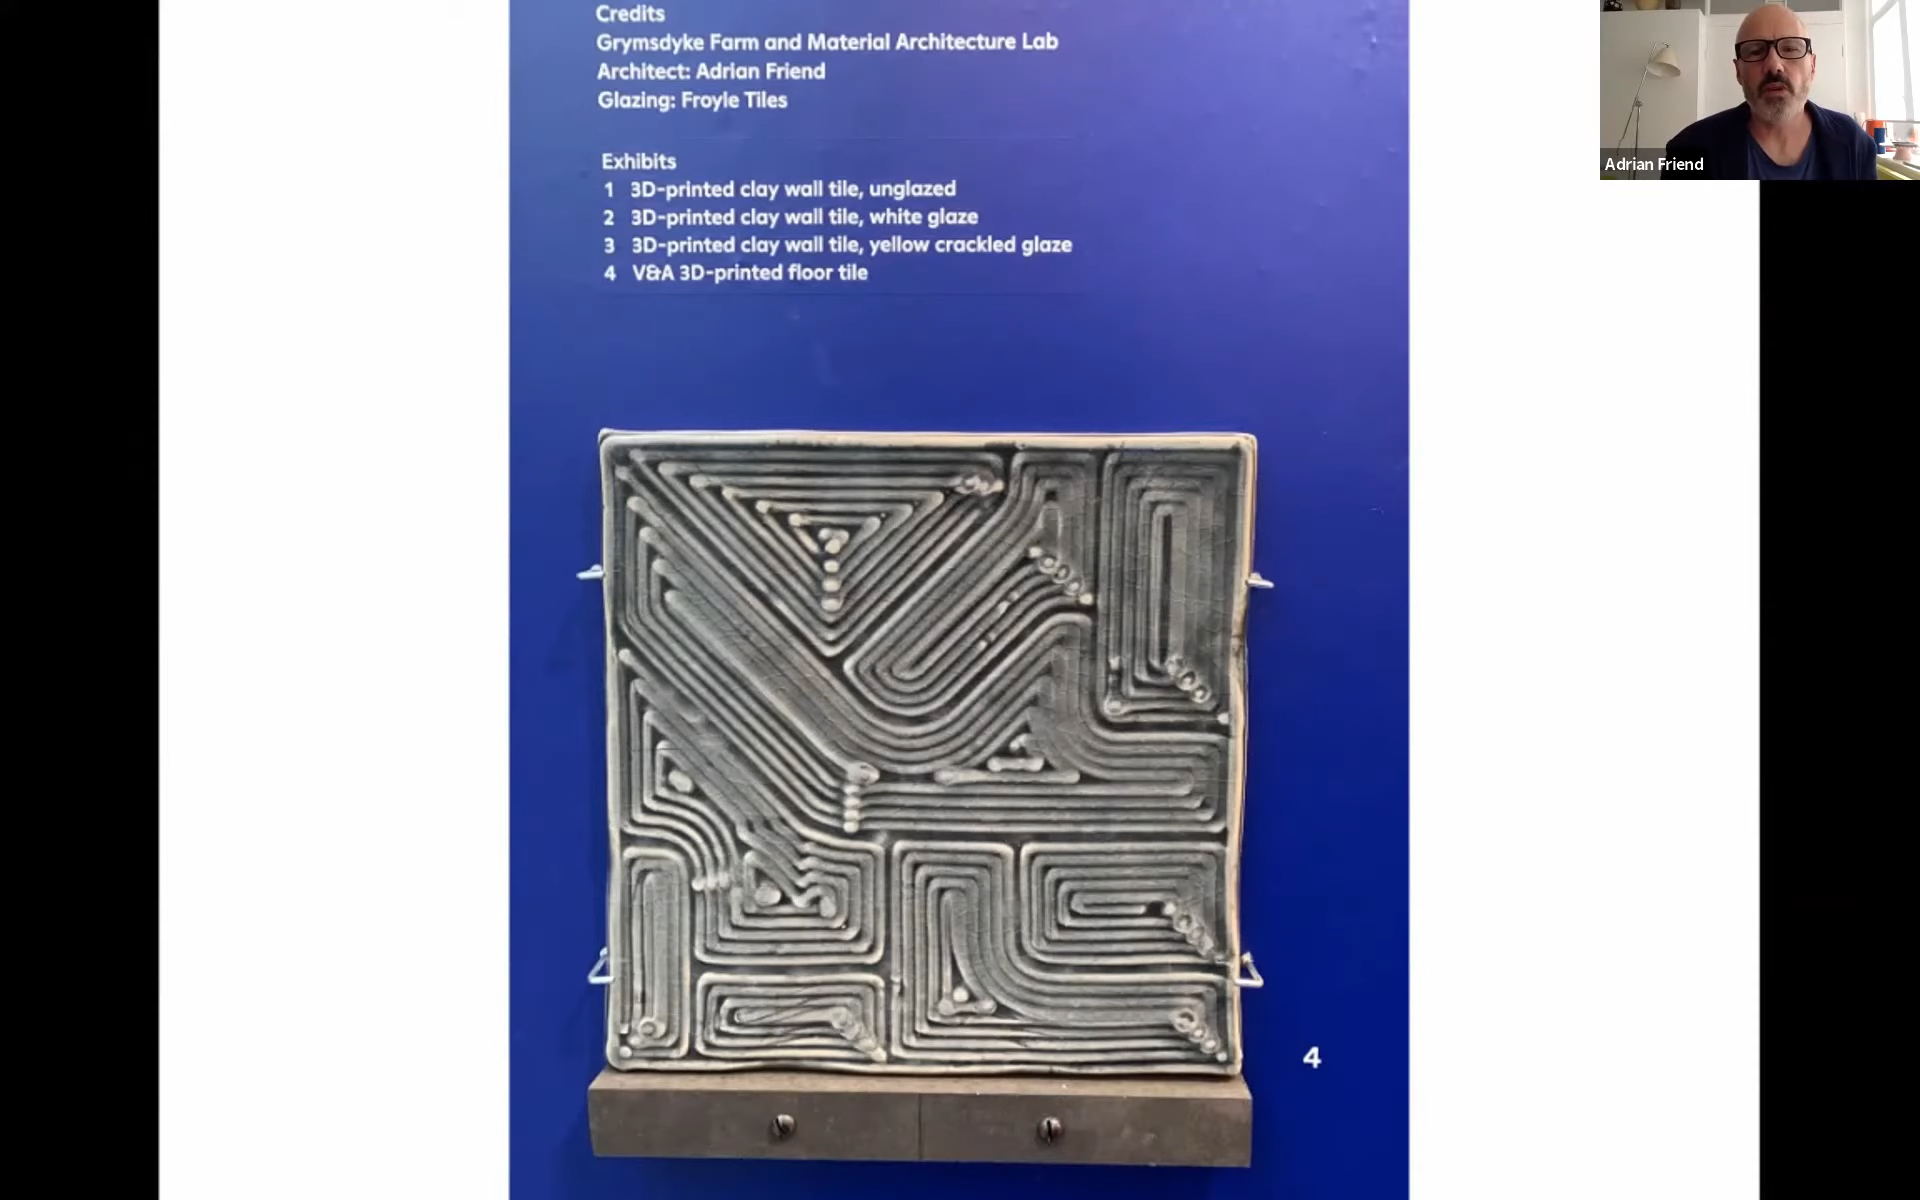 Credits
Grymsdyke Farm and Material Architecture Lab
Architect: Adrian Friend
Glazing: Froyle Tiles
Exhibits
1 3D-printed clay wall tile, unglazed
2 3D-printed clay wall tile, white glaze
3 3D-printed clay wall tile, yellow crackled glaze
4 V&A 3D-printed floor tile
4
Adrian Friend